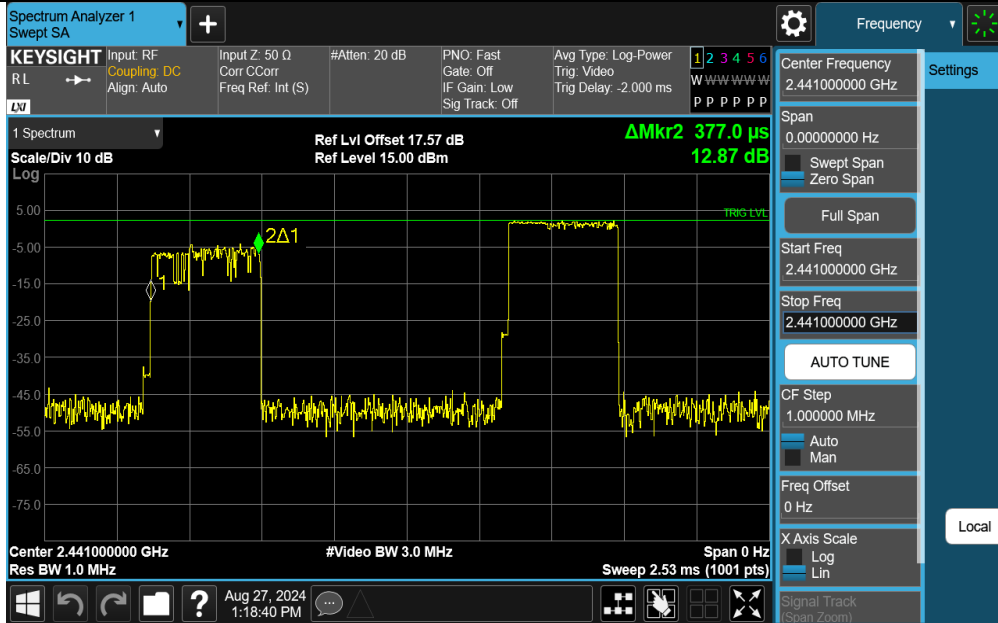 Spectrum Analyzer 1
Swept SA
+
Frequency
KEYSIGHT
RL
LXI
Input: RF
Coupling: DC
Align: Auto
Input Z: 50 Ω
Corr CCorr
Freq Ref: Int (S)
#Atten: 20 dB
PNO: Fast
Gate: Off
IF Gain: Low
Sig Track: Off
Avg Type: Log-Power
Trig: Video
Trig Delay: -2.000 ms
1 2 3 4 5 6
W W W W W W
P P P P P P
1 Spectrum
Scale/Div 10 dB
Log
Ref Lvl Offset 17.57 dB
Ref Level 15.00 dBm
ΔMkr2 377.0 µs
12.87 dB
TRIG LVL
5.00
-5.00
-15.0
-25.0
-35.0
-45.0
-55.0
-65.0
-75.0
2Δ1
1
Center 2.441000000 GHz
Res BW 1.0 MHz
#Video BW 3.0 MHz
Span 0 Hz
Sweep 2.53 ms (1001 pts)
Center Frequency
2.441000000 GHz
Span
0.00000000 Hz
Swept Span
Zero Span
Full Span
Start Freq
2.441000000 GHz
Stop Freq
2.441000000 GHz
AUTO TUNE
CF Step
1.000000 MHz
Auto
Man
Freq Offset
0 Hz
X Axis Scale
Log
Lin
Signal Track
(Span Zoom)
Settings
Local
?
Aug 27, 2024
1:18:40 PM